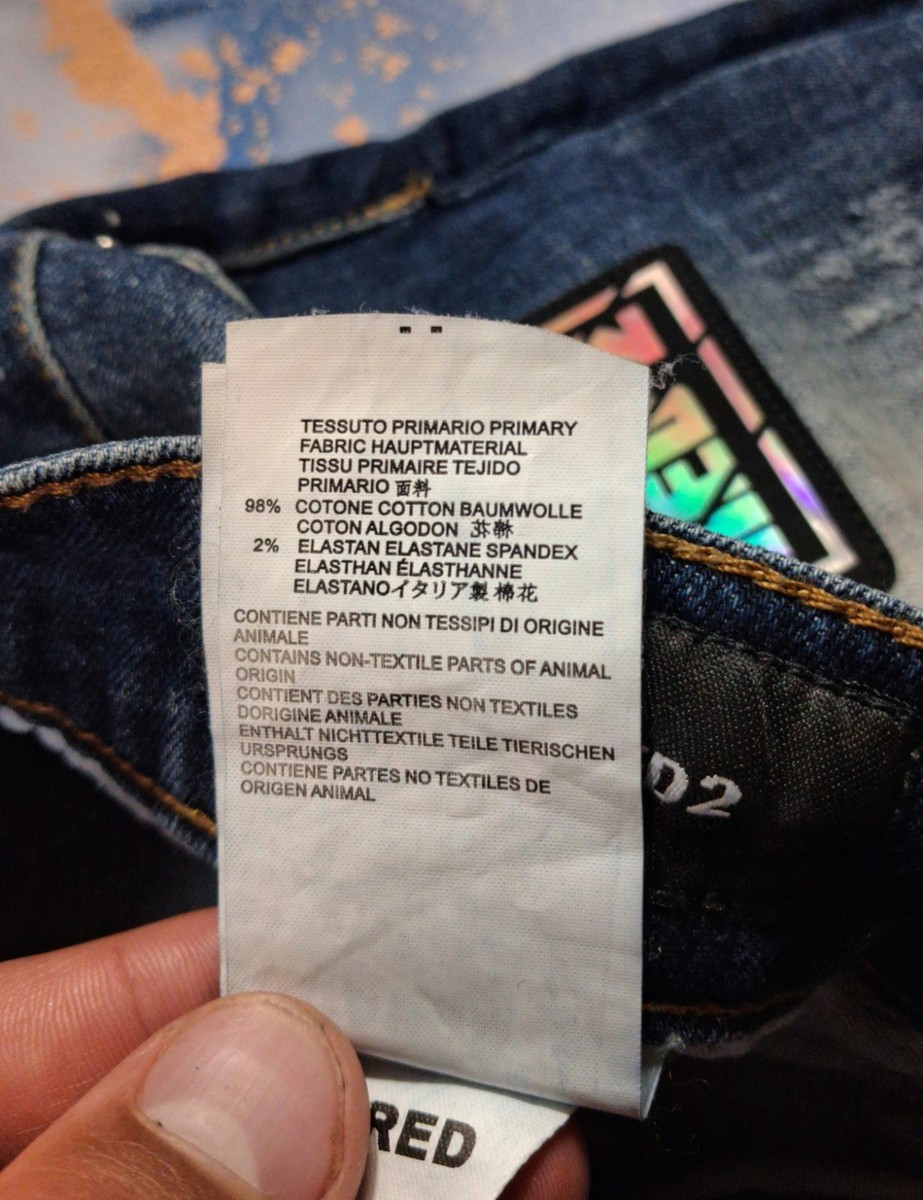 TESSUTO PRIMARIO PRIMARY
FABRIC HAUPTMATERIAL
TISSU PRIMAIRE TEJIDO
PRIMARIO 面料
98% COTONE COTTON BAUMWOLLE
COTON ALGODON
2% ELASTAN ELASTANE SPANDEX
ELASTHAN ÉLASTHANNE
ELASTANOイタリア製 棉花
CONTIENE PARTI NON TESSIPI DI ORIGINE
ANIMALE
CONTAINS NON-TEXTILE PARTS OF ANIMAL
ORIGIN
CONTIENT DES PARTIES NON TEXTILES
DORIGINE ANIMALE
ENTHALT NICHTTEXTILE TEILE TIERISCHEN
URSPRUNGS
CONTIENE PARTES NO TEXTILES DE
ORIGEN ANIMAL
D2
RED